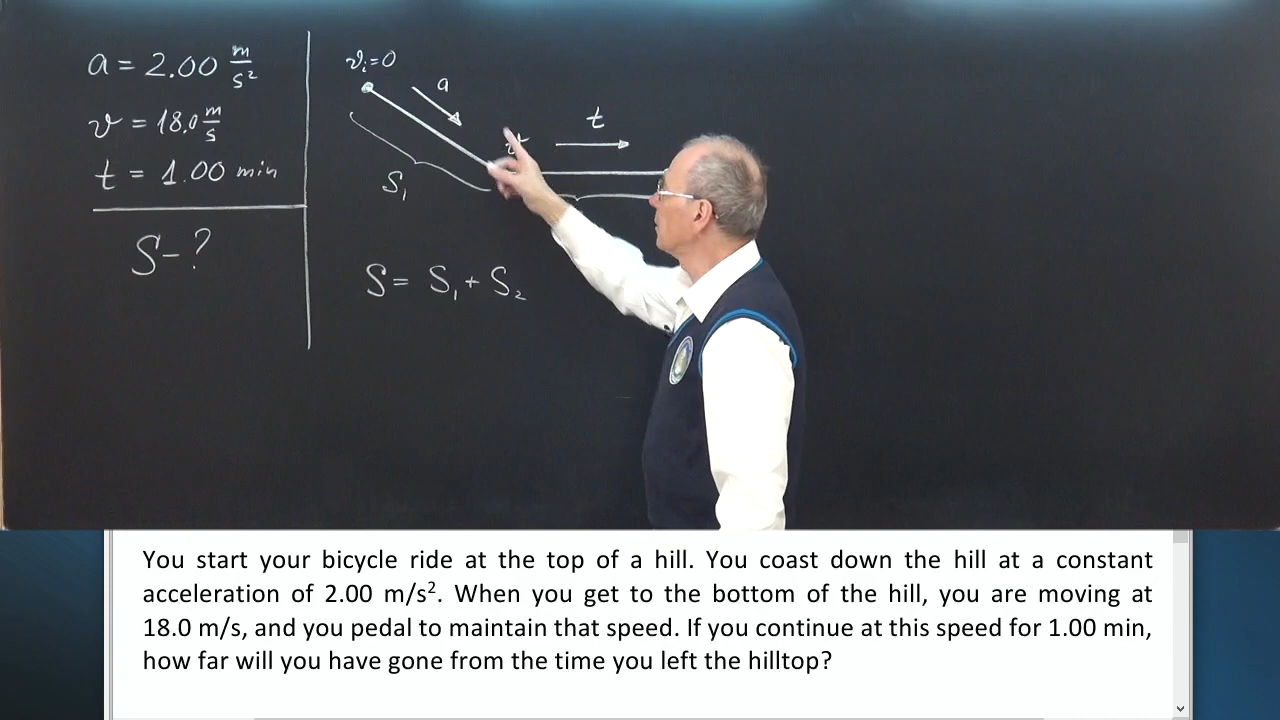 a = 2.00 m/s²
v = 18.0 m/s
t = 1.00 min
S - ?
vᵢ=0
a
v
t
S₁
S = S₁ + S₂
You start your bicycle ride at the top of a hill. You coast down the hill at a constant
acceleration of 2.00 m/s². When you get to the bottom of the hill, you are moving at
18.0 m/s, and you pedal to maintain that speed. If you continue at this speed for 1.00 min,
how far will you have gone from the time you left the hilltop?